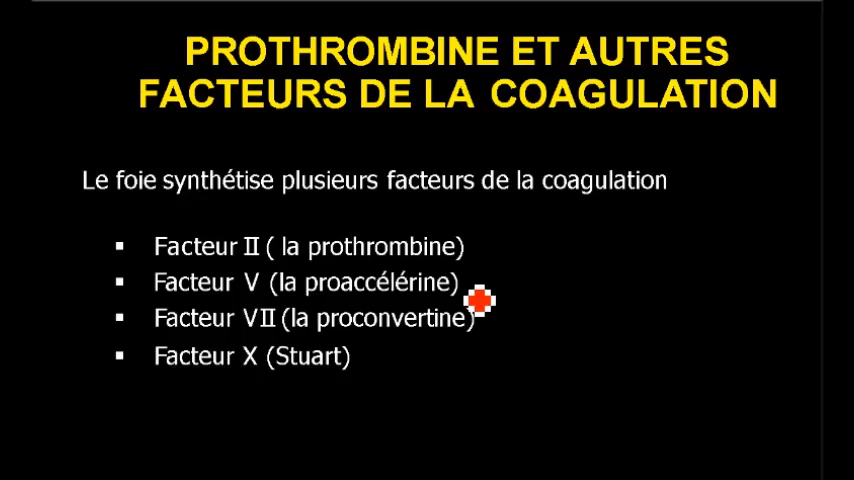 PROTHROMBINE ET AUTRES
FACTEURS DE LA COAGULATION
Le foie synthétise plusieurs facteurs de la coagulation
▪ Facteur II ( la prothrombine)
▪ Facteur V (la proaccélérine)
▪ Facteur VII (la proconvertine)
▪ Facteur X (Stuart)